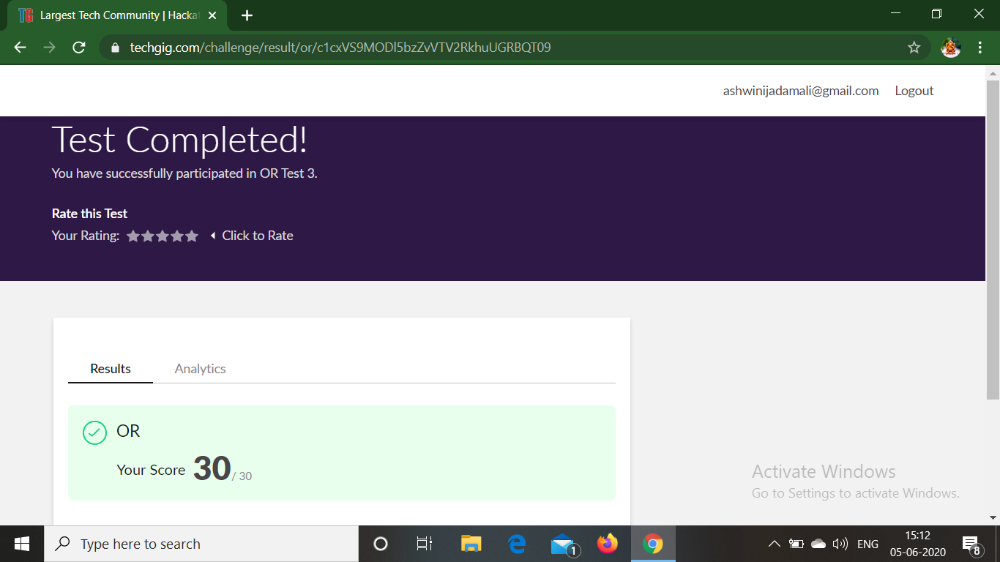 Largest Tech Community | Hacka
techgig.com/challenge/result/or/c1cxVS9MODl5bzZvVTV2RkhuUGRBQT09
ashwinijadamali@gmail.com Logout
Test Completed!
You have successfully participated in OR Test 3.
Rate this Test
Your Rating: Click to Rate
Results Analytics
OR
Your Score 30 / 30
Activate Windows
Go to Settings to activate Windows.
Type here to search
1
ENG
15:12
05-06-2020
8